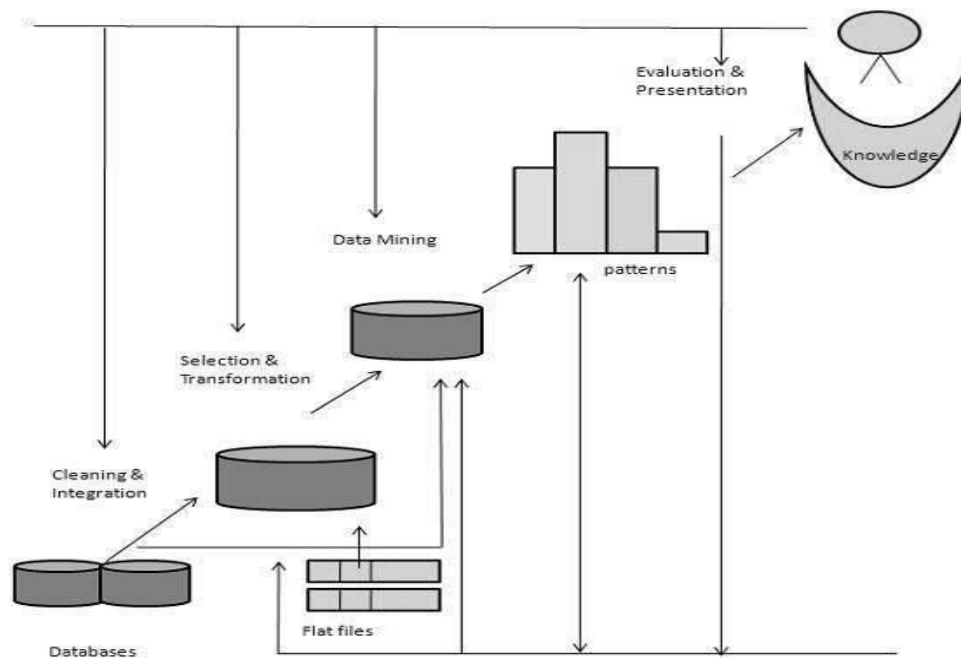 Evaluation &
Presentation
Knowledge
patterns
Data Mining
Selection &
Transformation
Cleaning &
Integration
Flat files
Databases